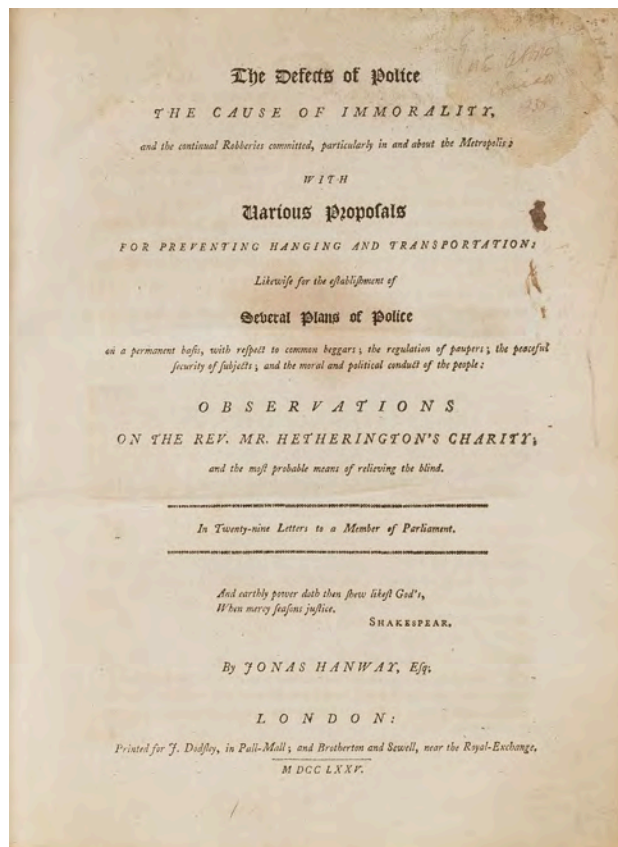 The Defects of Police
THE CAUSE OF IMMORALITY,
and the continual Robberies committed, particularly in and about the Metropolis:
WITH
Various Propoſals
FOR PREVENTING HANGING AND TRANSPORTATION:
Likewiſe for the eſtabliſhment of
Several Plans of Police
on a permanent baſis, with reſpect to common beggars; the regulation of paupers; the peaceful
ſecurity of ſubjects; and the moral and political conduct of the people:
OBSERVATIONS
ON THE REV. MR. HETHERINGTON'S CHARITY;
and the moſt probable means of relieving the blind.
In Twenty-nine Letters to a Member of Parliament.
And earthly power doth then ſhew likeſt God's,
When mercy ſeaſons juſtice.
SHAKESPEAR.
By JONAS HANWAY, Eſq;
LONDON:
Printed for J. Dodſley, in Pall-Mall; and Brotherton and Sewell, near the Royal-Exchange.
MDCCLXXV.